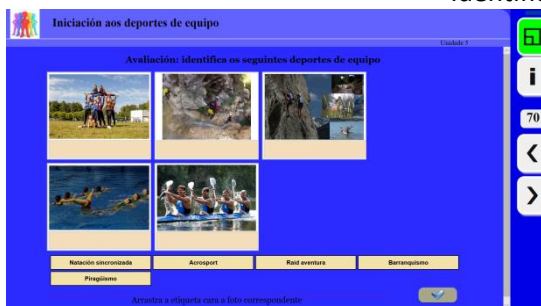 Iniciación aos deportes de equipo
Unidade 5
Avaliación: identifica os seguintes deportes de equipo
70
Natación sincronizada
Acrosport
Raid aventura
Barranquismo
Piragüismo
Arrastra a etiqueta cara a foto correspondente